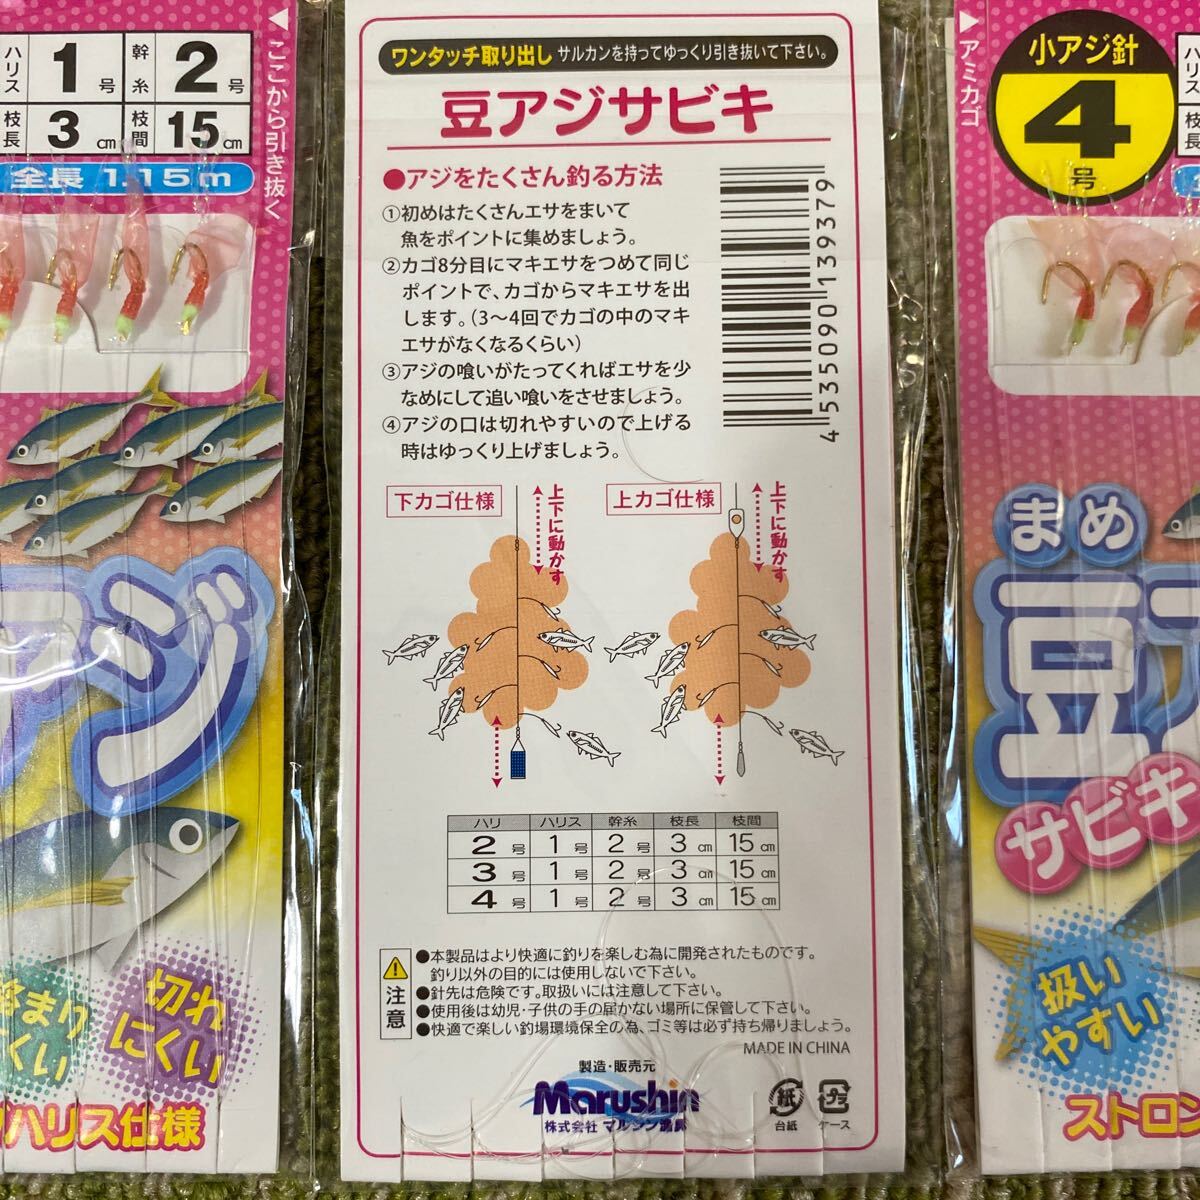 ハリス 1号 幹糸 2号
枝長 3cm 枝間 15cm
全長 1.15m
ここから引き抜く
アジ
切れにくい
ハリス仕様
ワンタッチ取り出し サルカンを持ってゆっくり引き抜いて下さい。
豆アジサビキ
●アジをたくさん釣る方法
①初めはたくさんエサをまいて
魚をポイントに集めましょう。
②カゴ8分目にマキエサをつめて同じ
ポイントで、カゴからマキエサを出
します。(3〜4回でカゴの中のマキ
エサがなくなるくらい)
③アジの喰いがたってくればエサを少
なめにして追い喰いをさせましょう。
④アジの口は切れやすいので上げる
時はゆっくり上げましょう。
4 535090 139379
下カゴ仕様
上下に動かす
上カゴ仕様
上下に動かす
ハリ ハリス 幹糸 枝長 枝間
2号 1号 2号 3cm 15cm
3号 1号 2号 3cm 15cm
4号 1号 2号 3cm 15cm
注意
●本製品はより快適に釣りを楽しむ為に開発されたものです。
釣り以外の目的には使用しないで下さい。
●針先は危険です。取扱いには注意して下さい。
●使用後は幼児・子供の手の届かない場所に保管して下さい。
●快適で楽しい釣場環境保全の為、ゴミ等は必ず持ち帰りましょう。
MADE IN CHINA
製造・販売元
Marushin
株式会社 マルシン漁具
紙
台紙
プラ
ケース
アミカゴ
小アジ針
4
号
ハリス
枝長
まめ
豆
サビキ
扱い
やすい
ストロン